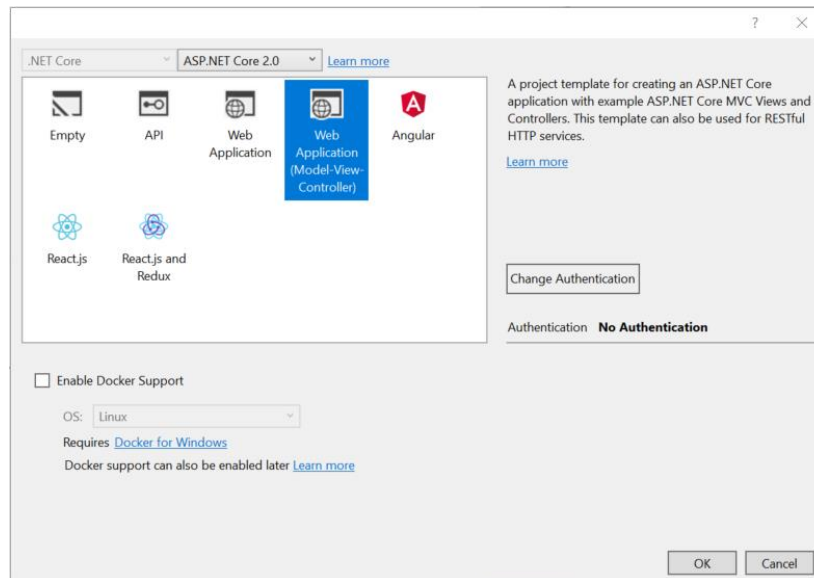 ?
.NET Core
ASP.NET Core 2.0
Learn more
Empty
API
Web
Application
Web
Application
(Model-View-
Controller)
Angular
React.js
React.js and
Redux
A project template for creating an ASP.NET Core
application with example ASP.NET Core MVC Views and
Controllers. This template can also be used for RESTful
HTTP services.
Learn more
Change Authentication
Authentication No Authentication
Enable Docker Support
OS: Linux
Requires Docker for Windows
Docker support can also be enabled later Learn more
OK
Cancel